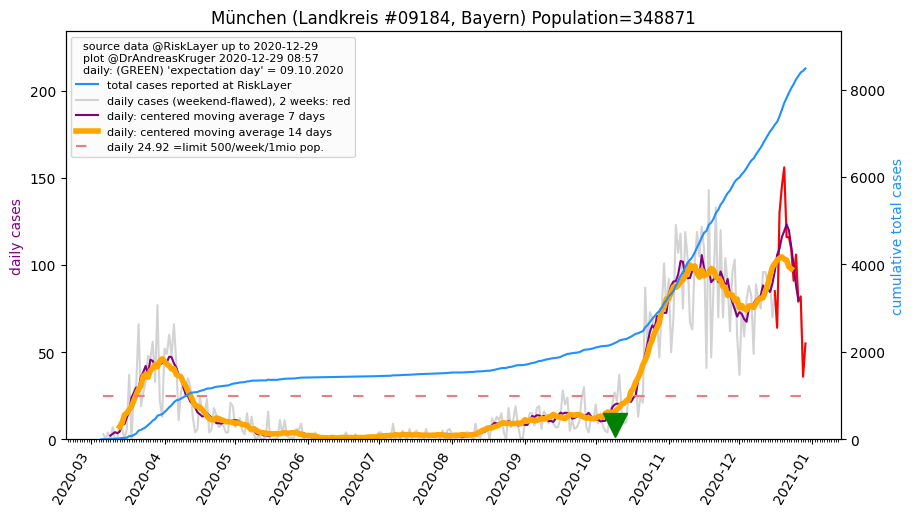 München (Landkreis #09184, Bayern) Population=348871
source data @RiskLayer up to 2020-12-29
plot @DrAndreasKruger 2020-12-29 08:57
daily: (GREEN) 'expectation day' = 09.10.2020
total cases reported at RiskLayer
daily cases (weekend-flawed), 2 weeks: red
daily: centered moving average 7 days
daily: centered moving average 14 days
daily 24.92 =limit 500/week/1mio pop.
daily cases
200
150
100
50
0
cumulative total cases
8000
6000
4000
2000
0
2020-03
2020-04
2020-05
2020-06
2020-07
2020-08
2020-09
2020-10
2020-11
2020-12
2021-01